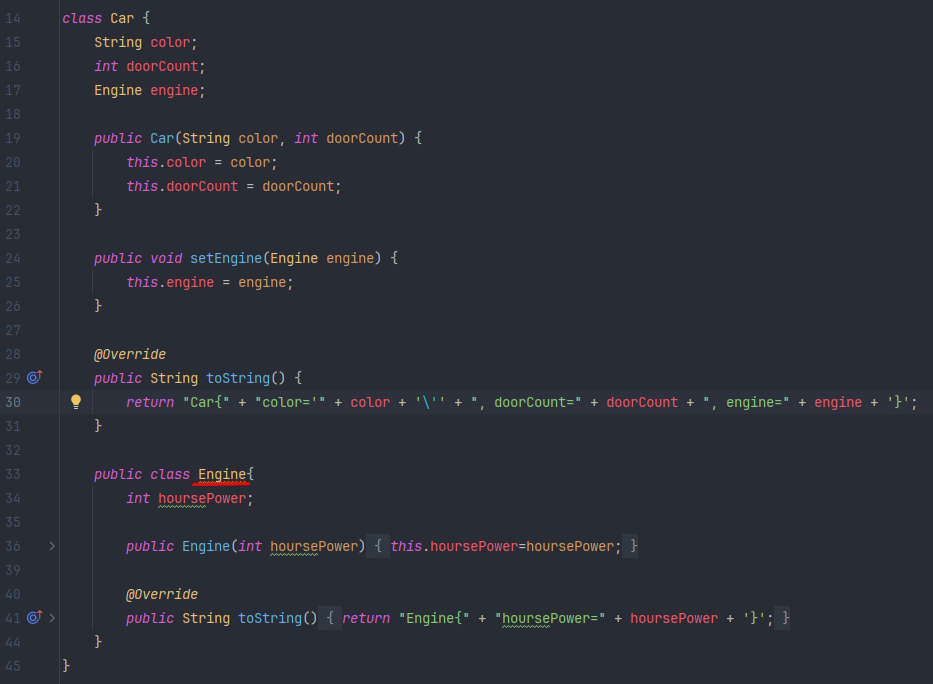 14 class Car {
15 String color;
16 int doorCount;
17 Engine engine;
18
19 public Car(String color, int doorCount) {
20 this.color = color;
21 this.doorCount = doorCount;
22 }
23
24 public void setEngine(Engine engine) {
25 this.engine = engine;
26 }
27
28 @Override
29 public String toString() {
30 return "Car{" + "color='" + color + '\'' + ", doorCount=" + doorCount + ", engine=" + engine + '}';
31 }
32
33 public class Engine{
34 int hoursePower;
35
36 public Engine(int hoursePower) { this.hoursePower=hoursePower; }
39
40 @Override
41 public String toString() { return "Engine{" + "hoursePower=" + hoursePower + '}'; }
44 }
45 }